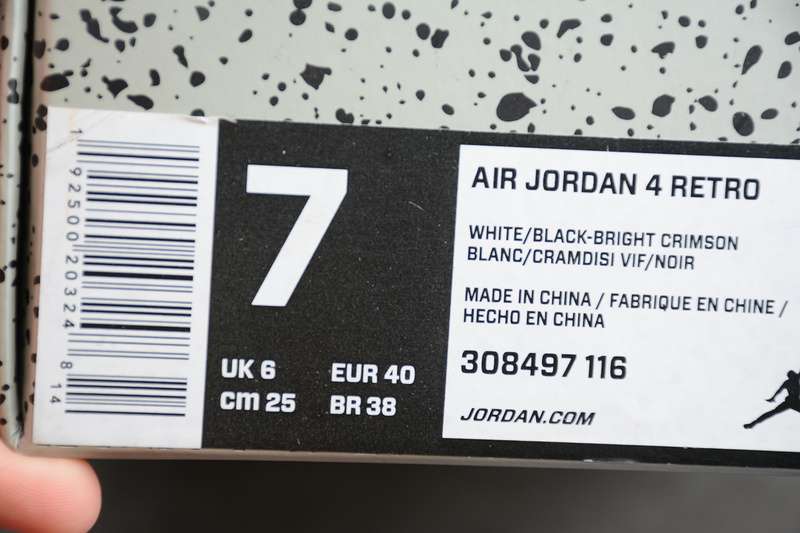 1 92500 20324 8 14
7
UK 6 EUR 40
cm 25 BR 38
AIR JORDAN 4 RETRO
WHITE/BLACK-BRIGHT CRIMSON
BLANC/CRAMDISI VIF/NOIR
MADE IN CHINA / FABRIQUE EN CHINE /
HECHO EN CHINA
308497 116
JORDAN.COM